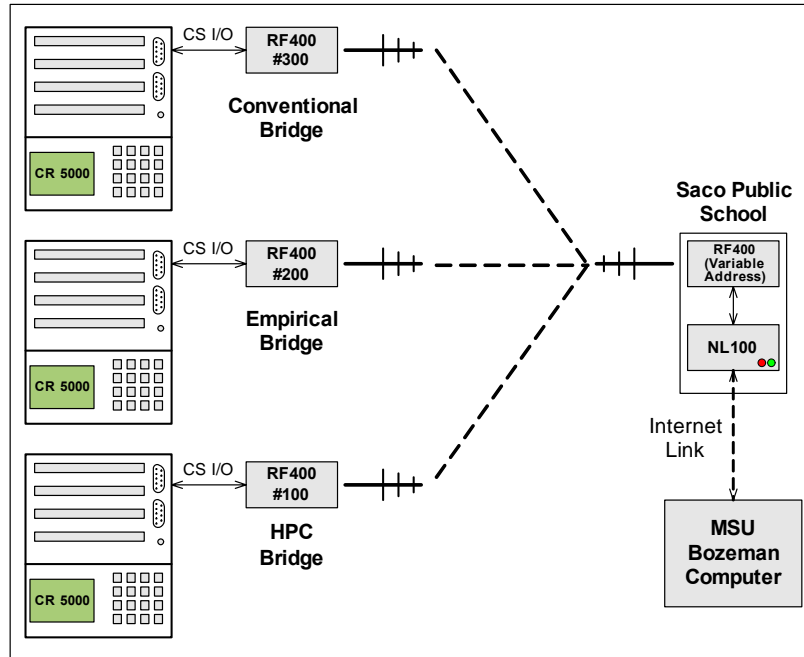 CS I/O
RF400
#300
Conventional
Bridge
CR 5000
CS I/O
RF400
#200
Empirical
Bridge
CR 5000
CS I/O
RF400
#100
HPC
Bridge
CR 5000
Saco Public
School
RF400
(Variable
Address)
NL100
Internet
Link
MSU
Bozeman
Computer